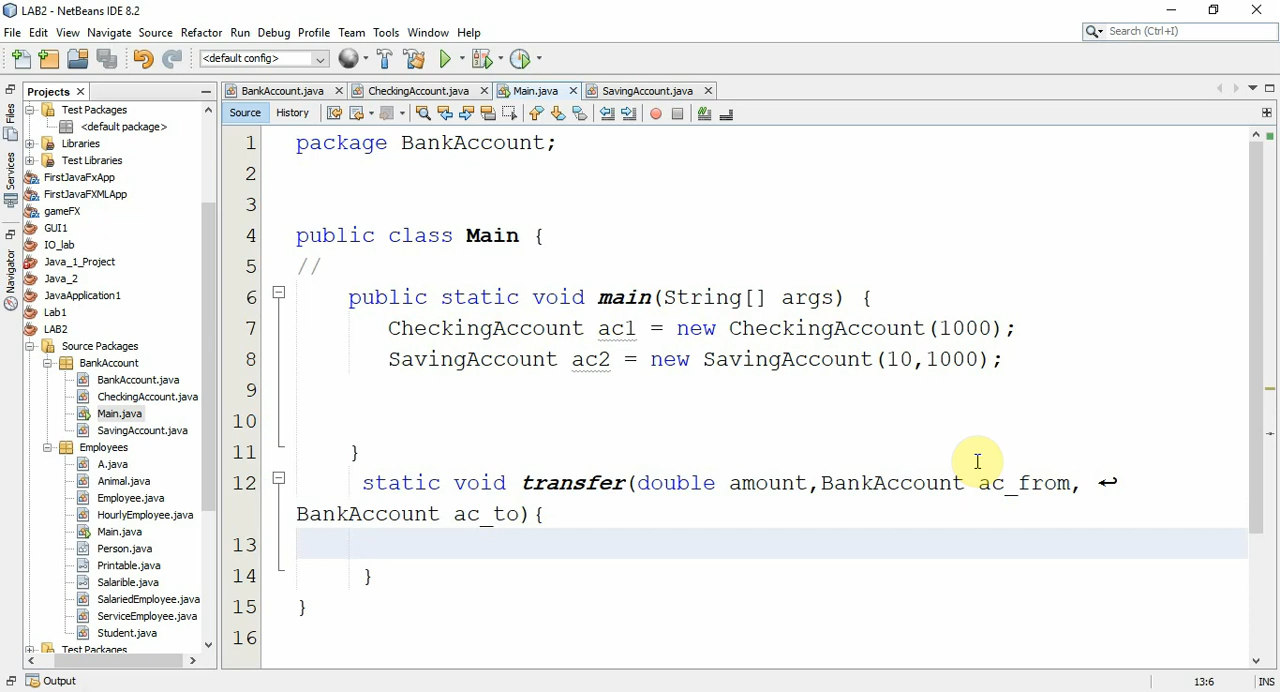 LAB2 - NetBeans IDE 8.2
File Edit View Navigate Source Refactor Run Debug Profile Team Tools Window Help
Search (Ctrl+I)
<default config>
Projects
BankAccount.java CheckingAccount.java Main.java SavingAccount.java
Source History
Files
Services
Navigator
Test Packages
<default package>
Libraries
Test Libraries
FirstJavaFxApp
FirstJavaFXMLApp
gameFX
GUI1
IO_lab
Java_1_Project
Java_2
JavaApplication1
Lab1
LAB2
Source Packages
BankAccount
BankAccount.java
CheckingAccount.java
Main.java
SavingAccount.java
Employees
A.java
Animal.java
Employee.java
HourlyEmployee.java
Main.java
Person.java
Printable.java
Salarible.java
SalariedEmployee.java
ServiceEmployee.java
Student.java
Test Packages
1 package BankAccount;
2
3
4 public class Main {
5 //
6 public static void main(String[] args) {
7 CheckingAccount ac1 = new CheckingAccount(1000);
8 SavingAccount ac2 = new SavingAccount(10,1000);
9
10
11 }
12 static void transfer(double amount,BankAccount ac_from, ↵
BankAccount ac_to){
13
14 }
15 }
16
Output
13:6
INS